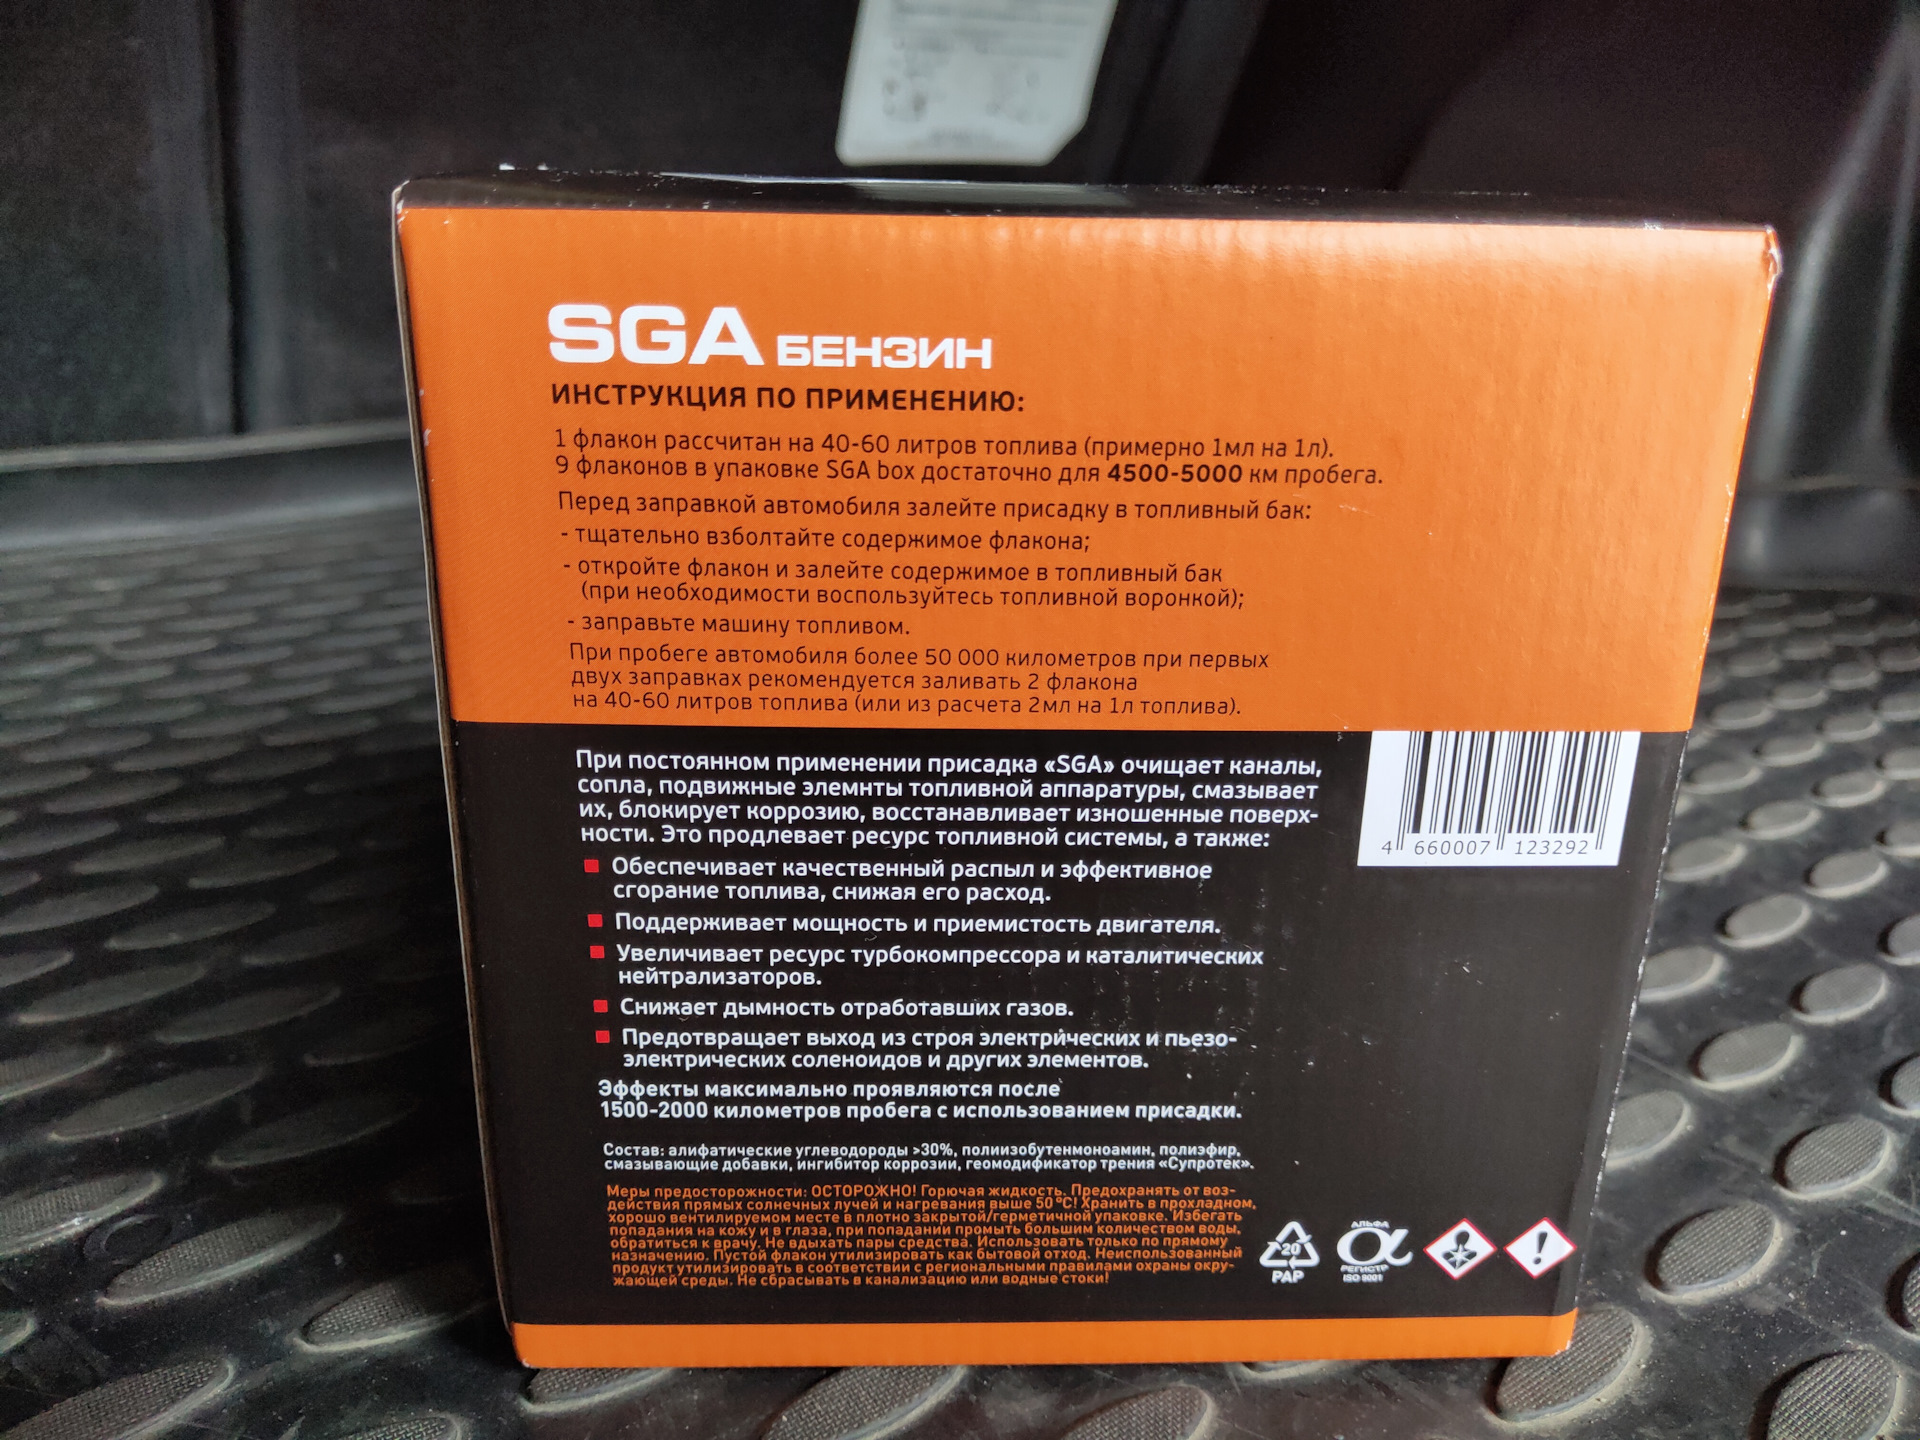 SGA БЕНЗИН
ИНСТРУКЦИЯ ПО ПРИМЕНЕНИЮ:
1 флакон рассчитан на 40-60 литров топлива (примерно 1мл на 1л).
9 флаконов в упаковке SGA box достаточно для 4500-5000 км пробега.
Перед заправкой автомобиля залейте присадку в топливный бак:
- тщательно взболтайте содержимое флакона;
- откройте флакон и залейте содержимое в топливный бак
(при необходимости воспользуйтесь топливной воронкой);
- заправьте машину топливом.
При пробеге автомобиля более 50 000 километров при первых
двух заправках рекомендуется заливать 2 флакона
на 40-60 литров топлива (или из расчета 2мл на 1л топлива).
При постоянном применении присадка «SGA» очищает каналы,
сопла, подвижные элемнты топливной аппаратуры, смазывает
их, блокирует коррозию, восстанавливает изношенные поверх-
ности. Это продлевает ресурс топливной системы, а также:
Обеспечивает качественный распыл и эффективное
сгорание топлива, снижая его расход.
Поддерживает мощность и приемистость двигателя.
Увеличивает ресурс турбокомпрессора и каталитических
нейтрализаторов.
Снижает дымность отработавших газов.
Предотвращает выход из строя электрических и пьезо-
электрических соленоидов и других элементов.
Эффекты максимально проявляются после
1500-2000 километров пробега с использованием присадки.
Состав: алифатические углеводороды >30%, полиизобутенмоноамин, полиэфир,
смазывающие добавки, ингибитор коррозии, геомодификатор трения «Супротек».
Меры предосторожности: ОСТОРОЖНО! Горючая жидкость. Предохранять от воз-
действия прямых солнечных лучей и нагревания выше 50 °С! Хранить в прохладном,
хорошо вентилируемом месте в плотно закрытой/герметичной упаковке. Избегать
попадания на кожу и в глаза, при попадании промыть большим количеством воды,
обратиться к врачу. Не вдыхать пары средства. Использовать только по прямому
назначению. Пустой флакон утилизировать как бытовой отход. Неиспользованный
продукт утилизировать в соответствии с региональными правилами охраны окру-
жающей среды. Не сбрасывать в канализацию или водные стоки!
4 660007 123292
20
PAP
АЛЬФА
РЕГИСТР
ISO 9001